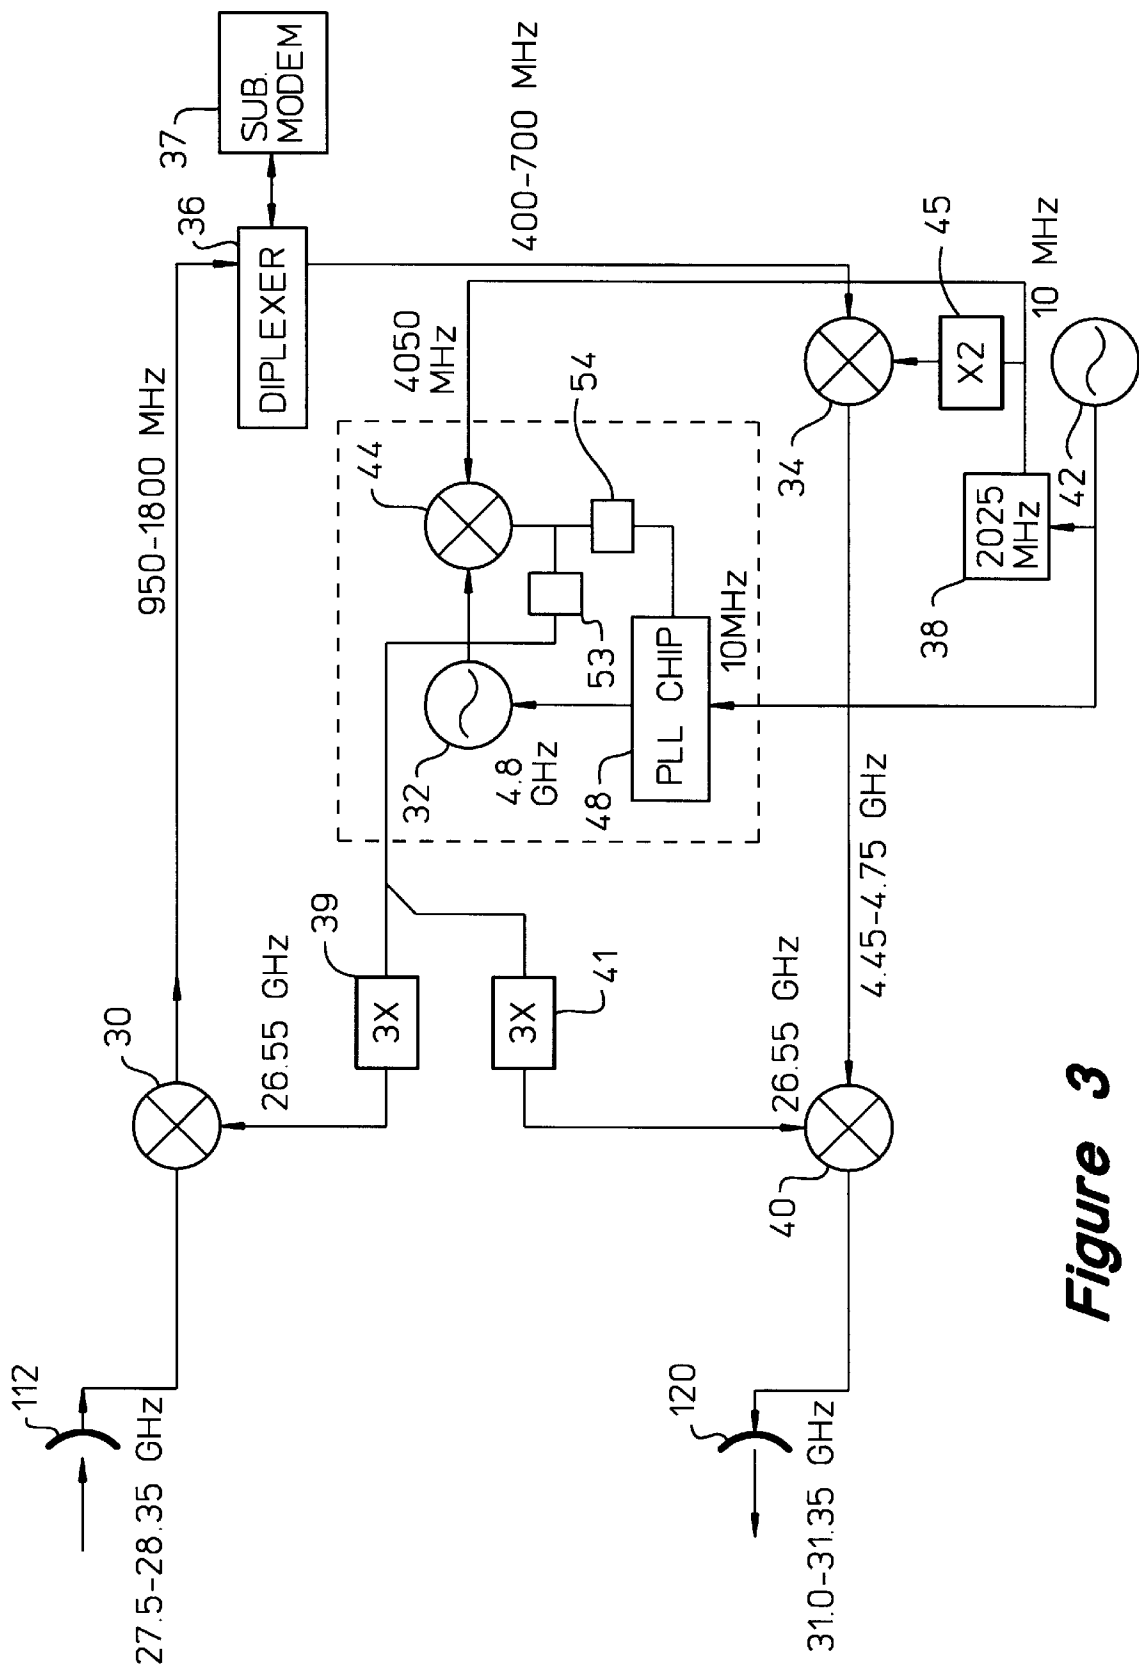 112
27.5-28.35 GHz
30
950-1800 MHz
36
37
SUB.
MODEM
DIPLEXER
26.55 GHz
39
3X
41
3X
26.55 GHz
44
4050
MHz
54
53
32
4.8
GHz
48
PLL CHIP
10MHz
400-700 MHz
34
45
X2
10 MHz
42
2025
MHz
38
4.45-4.75 GHz
40
120
31.0-31.35 GHz
Figure 3